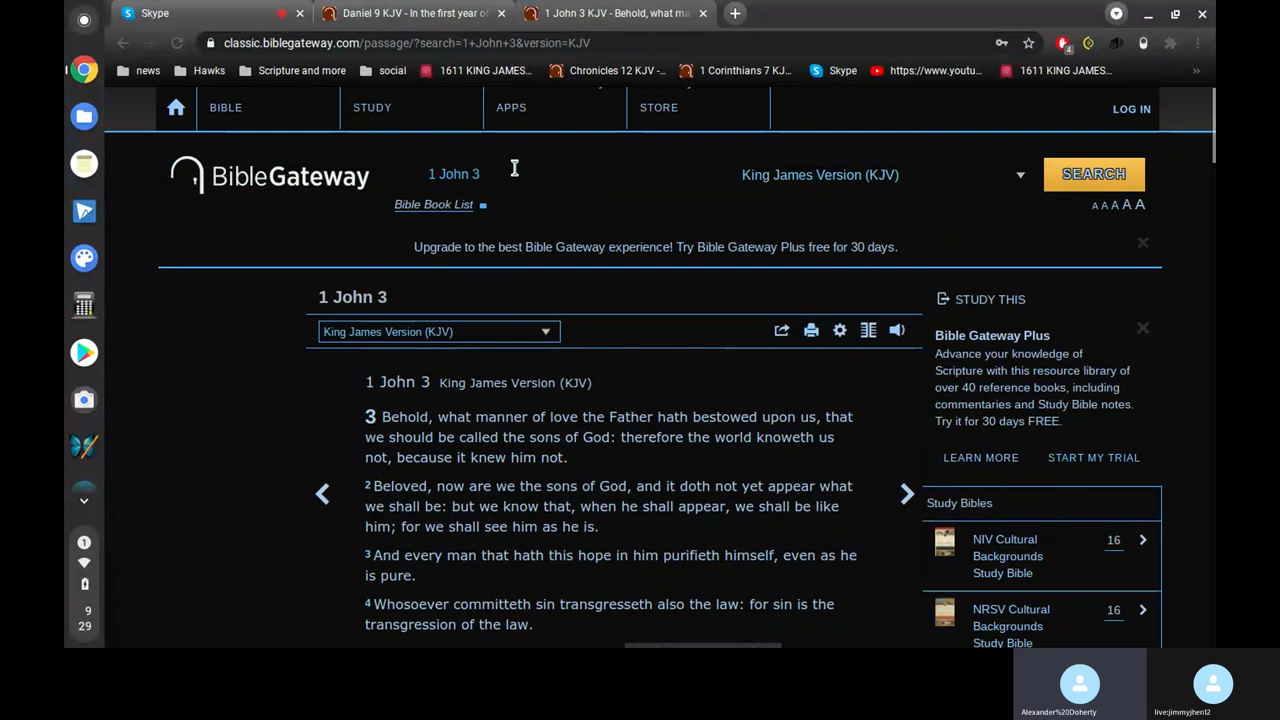 Skype
Daniel 9 KJV - In the first year of
1 John 3 KJV - Behold, what ma
classic.biblegateway.com/passage/?search=1+John+3&version=KJV
4
news
Hawks
Scripture and more
social
1611 KING JAMES...
Chronicles 12 KJV -...
1 Corinthians 7 KJ...
Skype
https://www.youtu...
1611 KING JAMES...
BIBLE
STUDY
APPS
STORE
LOG IN
BibleGateway
1 John 3
King James Version (KJV)
SEARCH
Bible Book List
A A A A A
Upgrade to the best Bible Gateway experience! Try Bible Gateway Plus free for 30 days.
1 John 3
King James Version (KJV)
1 John 3 King James Version (KJV)
3 Behold, what manner of love the Father hath bestowed upon us, that
we should be called the sons of God: therefore the world knoweth us
not, because it knew him not.
2 Beloved, now are we the sons of God, and it doth not yet appear what
we shall be: but we know that, when he shall appear, we shall be like
him; for we shall see him as he is.
3 And every man that hath this hope in him purifieth himself, even as he
is pure.
4 Whosoever committeth sin transgresseth also the law: for sin is the
transgression of the law.
STUDY THIS
Bible Gateway Plus
Advance your knowledge of
Scripture with this resource library of
over 40 reference books, including
commentaries and Study Bible notes.
Try it for 30 days FREE.
LEARN MORE
START MY TRIAL
Study Bibles
NIV Cultural
Backgrounds
Study Bible
16
NRSV Cultural
Backgrounds
Study Bible
16
1
9
29
Alexander%20Doherty
live:jimmyjhen12